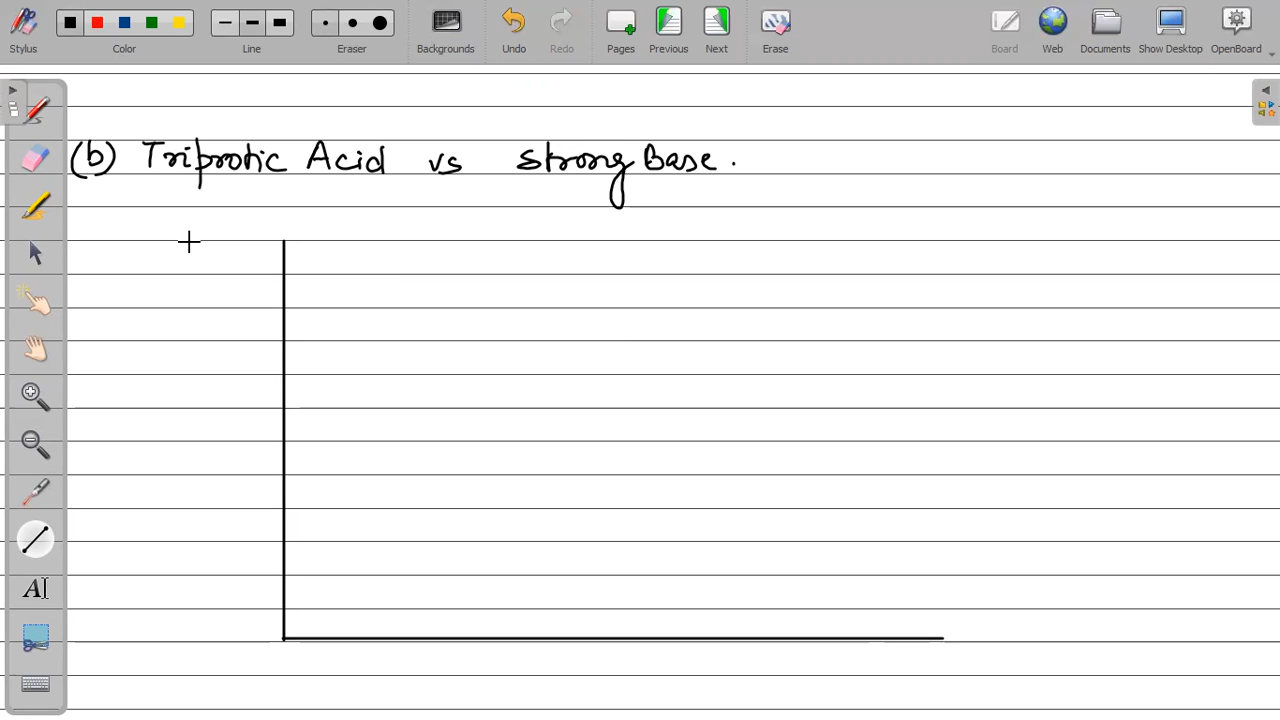 Stylus Color Line Eraser Backgrounds Undo Redo Pages Previous Next Erase Board Web Documents Show Desktop OpenBoard
(b) Triprotic Acid vs strong Base.
AI